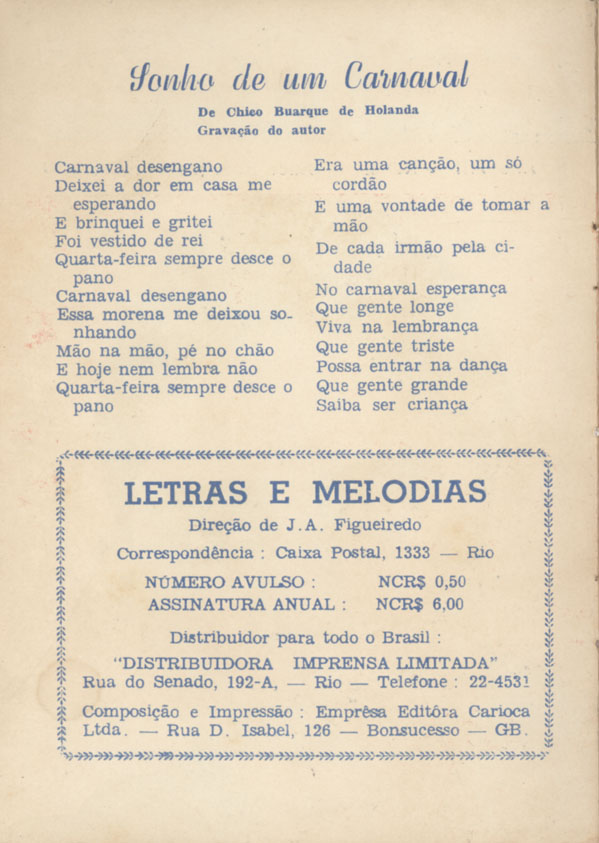 Sonho de um Carnaval
De Chico Buarque de Holanda
Gravação do autor
Carnaval desengano
Deixei a dor em casa me
esperando
E brinquei e gritei
Foi vestido de rei
Quarta-feira sempre desce o
pano
Carnaval desengano
Essa morena me deixou so-
nhando
Mão na mão, pé no chão
E hoje nem lembra não
Quarta-feira sempre desce o
pano
Era uma canção, um só
cordão
E uma vontade de tomar a
mão
De cada irmão pela ci-
dade
No carnaval esperança
Que gente longe
Viva na lembrança
Que gente triste
Possa entrar na dança
Que gente grande
Saiba ser criança
LETRAS E MELODIAS
Direção de J.A. Figueiredo
Correspondência : Caixa Postal, 1333 — Rio
NÚMERO AVULSO : NCR$ 0,50
ASSINATURA ANUAL : NCR$ 6,00
Distribuidor para todo o Brasil :
"DISTRIBUIDORA IMPRENSA LIMITADA"
Rua do Senado, 192-A, — Rio — Telefone : 22-4531
Composição e Impressão : Emprêsa Editôra Carioca
Ltda. — Rua D. Isabel, 126 — Bonsucesso — GB.